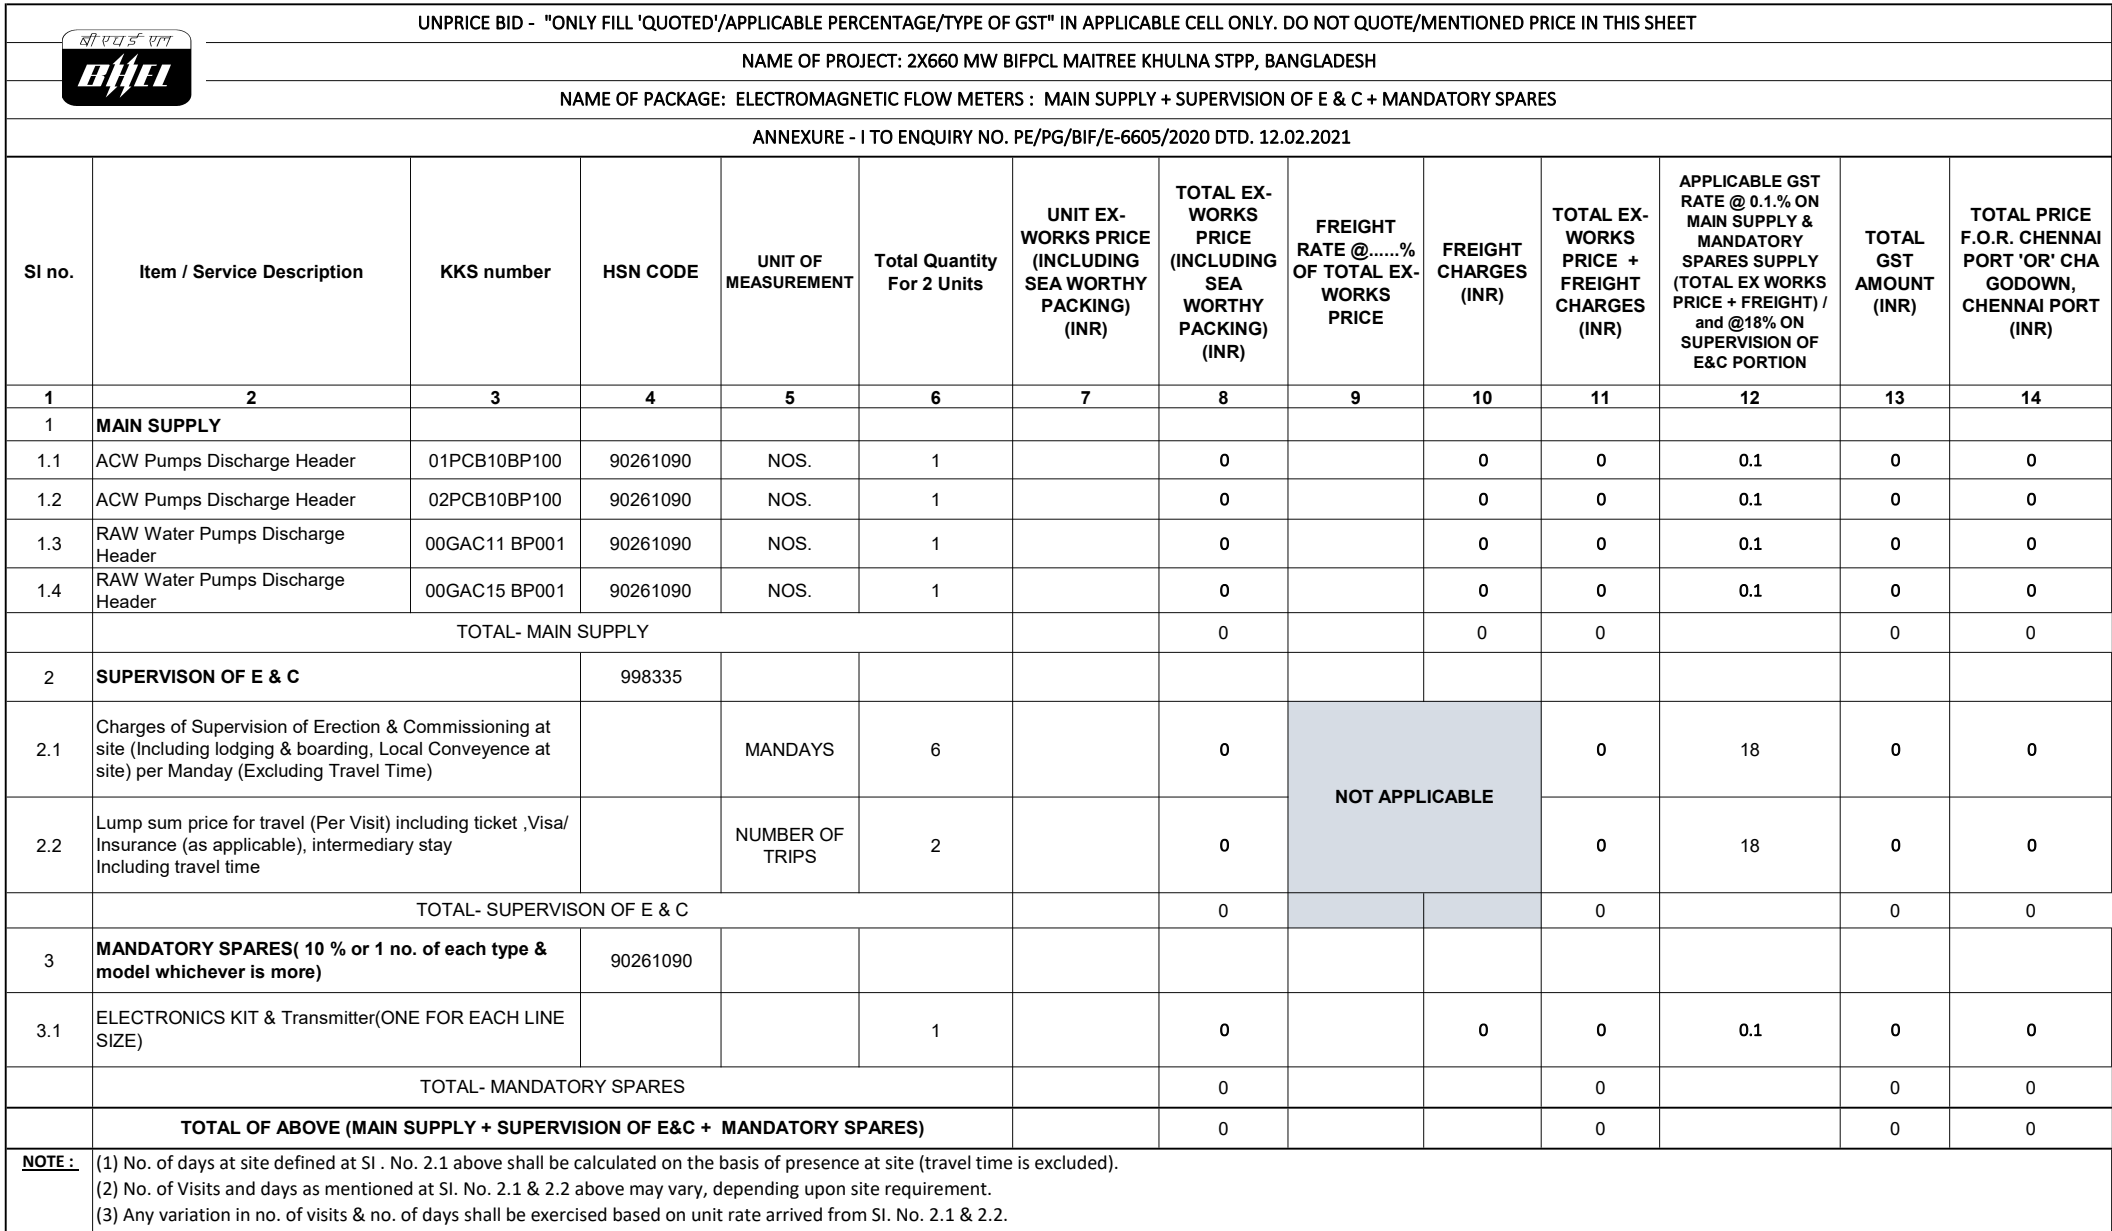 UNPRICE BID - "ONLY FILL 'QUOTED'/APPLICABLE PERCENTAGE/TYPE OF GST" IN APPLICABLE CELL ONLY. DO NOT QUOTE/MENTIONED PRICE IN THIS SHEET
बी एच ई एल
BHEL
NAME OF PROJECT: 2X660 MW BIFPCL MAITREE KHULNA STPP, BANGLADESH
NAME OF PACKAGE: ELECTROMAGNETIC FLOW METERS : MAIN SUPPLY + SUPERVISION OF E & C + MANDATORY SPARES
ANNEXURE - I TO ENQUIRY NO. PE/PG/BIF/E-6605/2020 DTD. 12.02.2021
SI no.
Item / Service Description
KKS number
HSN CODE
UNIT OF
MEASUREMENT
Total Quantity
For 2 Units
UNIT EX-
WORKS PRICE
(INCLUDING
SEA WORTHY
PACKING)
(INR)
TOTAL EX-
WORKS
PRICE
(INCLUDING
SEA
WORTHY
PACKING)
(INR)
FREIGHT
RATE @......%
OF TOTAL EX-
WORKS
PRICE
FREIGHT
CHARGES
(INR)
TOTAL EX-
WORKS
PRICE +
FREIGHT
CHARGES
(INR)
APPLICABLE GST
RATE @ 0.1.% ON
MAIN SUPPLY &
MANDATORY
SPARES SUPPLY
(TOTAL EX WORKS
PRICE + FREIGHT) /
and @18% ON
SUPERVISION OF
E&C PORTION
TOTAL
GST
AMOUNT
(INR)
TOTAL PRICE
F.O.R. CHENNAI
PORT 'OR' CHA
GODOWN,
CHENNAI PORT
(INR)
1 2 3 4 5 6 7 8 9 10 11 12 13 14
1 MAIN SUPPLY
1.1 ACW Pumps Discharge Header 01PCB10BP100 90261090 NOS. 1 0 0 0 0.1 0 0
1.2 ACW Pumps Discharge Header 02PCB10BP100 90261090 NOS. 1 0 0 0 0.1 0 0
1.3 RAW Water Pumps Discharge
Header 00GAC11 BP001 90261090 NOS. 1 0 0 0 0.1 0 0
1.4 RAW Water Pumps Discharge
Header 00GAC15 BP001 90261090 NOS. 1 0 0 0 0.1 0 0
TOTAL- MAIN SUPPLY 0 0 0 0 0
2 SUPERVISON OF E & C 998335
2.1 Charges of Supervision of Erection & Commissioning at
site (Including lodging & boarding, Local Conveyence at
site) per Manday (Excluding Travel Time)
MANDAYS 6 0 0 18 0 0
NOT APPLICABLE
2.2 Lump sum price for travel (Per Visit) including ticket ,Visa/
Insurance (as applicable), intermediary stay
Including travel time
NUMBER OF
TRIPS
2 0 0 18 0 0
TOTAL- SUPERVISON OF E & C 0 0 0 0
3 MANDATORY SPARES( 10 % or 1 no. of each type &
model whichever is more) 90261090
3.1 ELECTRONICS KIT & Transmitter(ONE FOR EACH LINE
SIZE) 1 0 0 0 0.1 0 0
TOTAL- MANDATORY SPARES 0 0 0 0
TOTAL OF ABOVE (MAIN SUPPLY + SUPERVISION OF E&C + MANDATORY SPARES) 0 0 0 0
NOTE : (1) No. of days at site defined at SI . No. 2.1 above shall be calculated on the basis of presence at site (travel time is excluded).
(2) No. of Visits and days as mentioned at SI. No. 2.1 & 2.2 above may vary, depending upon site requirement.
(3) Any variation in no. of visits & no. of days shall be exercised based on unit rate arrived from SI. No. 2.1 & 2.2.